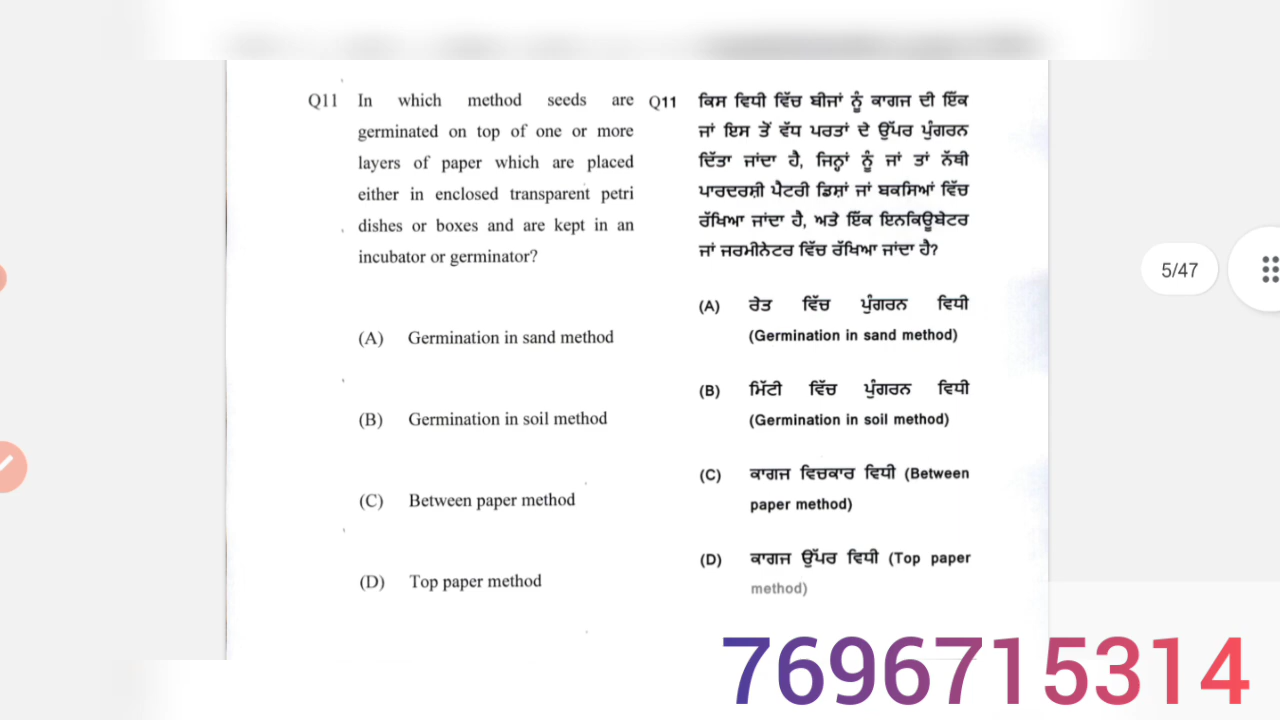 Q11 In which method seeds are
germinated on top of one or more
layers of paper which are placed
either in enclosed transparent petri
dishes or boxes and are kept in an
incubator or germinator?
(A) Germination in sand method
(B) Germination in soil method
(C) Between paper method
(D) Top paper method
Q11 ਕਿਸ ਵਿਧੀ ਵਿੱਚ ਬੀਜਾਂ ਨੂੰ ਕਾਗਜ ਦੀ ਇੱਕ
ਜਾਂ ਇਸ ਤੋਂ ਵੱਧ ਪਰਤਾਂ ਦੇ ਉੱਪਰ ਪੁੰਗਰਨ
ਦਿੱਤਾ ਜਾਂਦਾ ਹੈ, ਜਿਨ੍ਹਾਂ ਨੂੰ ਜਾਂ ਤਾਂ ਨੱਥੀ
ਪਾਰਦਰਸ਼ੀ ਪੈਟਰੀ ਡਿਸ਼ਾਂ ਜਾਂ ਬਕਸਿਆਂ ਵਿੱਚ
ਰੱਖਿਆ ਜਾਂਦਾ ਹੈ, ਅਤੇ ਇੱਕ ਇਨਕਿਊਬੇਟਰ
ਜਾਂ ਜਰਮੀਨੇਟਰ ਵਿੱਚ ਰੱਖਿਆ ਜਾਂਦਾ ਹੈ?
(A) ਰੇਤ ਵਿੱਚ ਪੁੰਗਰਨ ਵਿਧੀ
(Germination in sand method)
(B) ਮਿੱਟੀ ਵਿੱਚ ਪੁੰਗਰਨ ਵਿਧੀ
(Germination in soil method)
(C) ਕਾਗਜ ਵਿਚਕਾਰ ਵਿਧੀ (Between
paper method)
(D) ਕਾਗਜ ਉੱਪਰ ਵਿਧੀ (Top paper
method)
5/47
7696715314